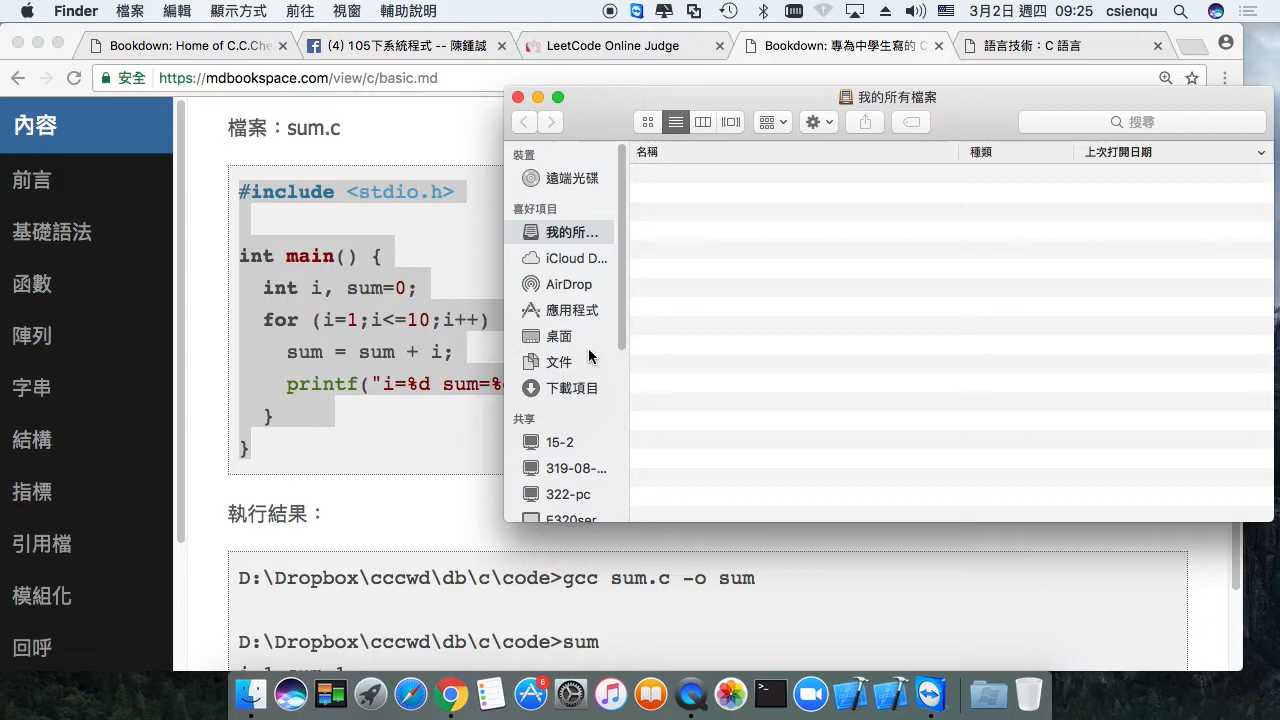 Finder 檔案 編輯 顯示方式 前往 視窗 輔助說明 3月2日 週四 09:25 csienqu
Bookdown: Home of C.C.Che
(4) 105下系統程式 -- 陳鍾誠
LeetCode Online Judge
Bookdown: 專為中學生寫的 C
語言技術：C 語言
安全 https://mdbookspace.com/view/c/basic.md
內容
前言
基礎語法
函數
陣列
字串
結構
指標
引用檔
模組化
回呼
檔案：sum.c
#include <stdio.h>
int main() {
int i, sum=0;
for (i=1;i<=10;i++)
sum = sum + i;
printf("i=%d sum=%
}
}
執行結果：
D:\Dropbox\cccwd\db\c\code>gcc sum.c -o sum
D:\Dropbox\cccwd\db\c\code>sum
我的所有檔案
搜尋
裝置
遠端光碟
喜好項目
我的所...
iCloud D...
AirDrop
應用程式
桌面
文件
下載項目
共享
15-2
319-08-...
322-pc
名稱 種類 上次打開日期
6